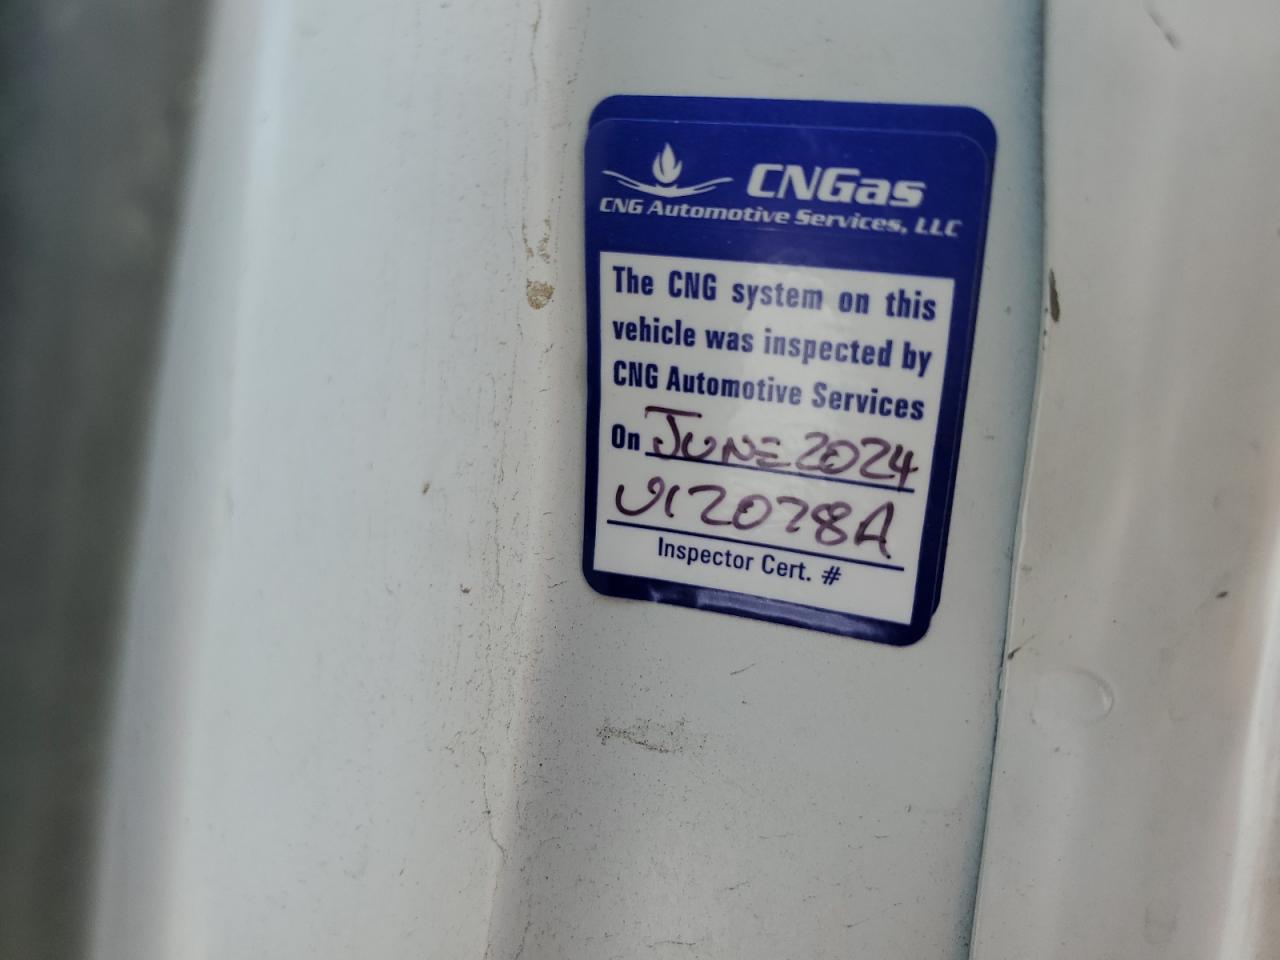 CNGas
CNG Automotive Services, LLC
The CNG system on this
vehicle was inspected by
CNG Automotive Services
On JUNE 2024
Inspector Cert. #